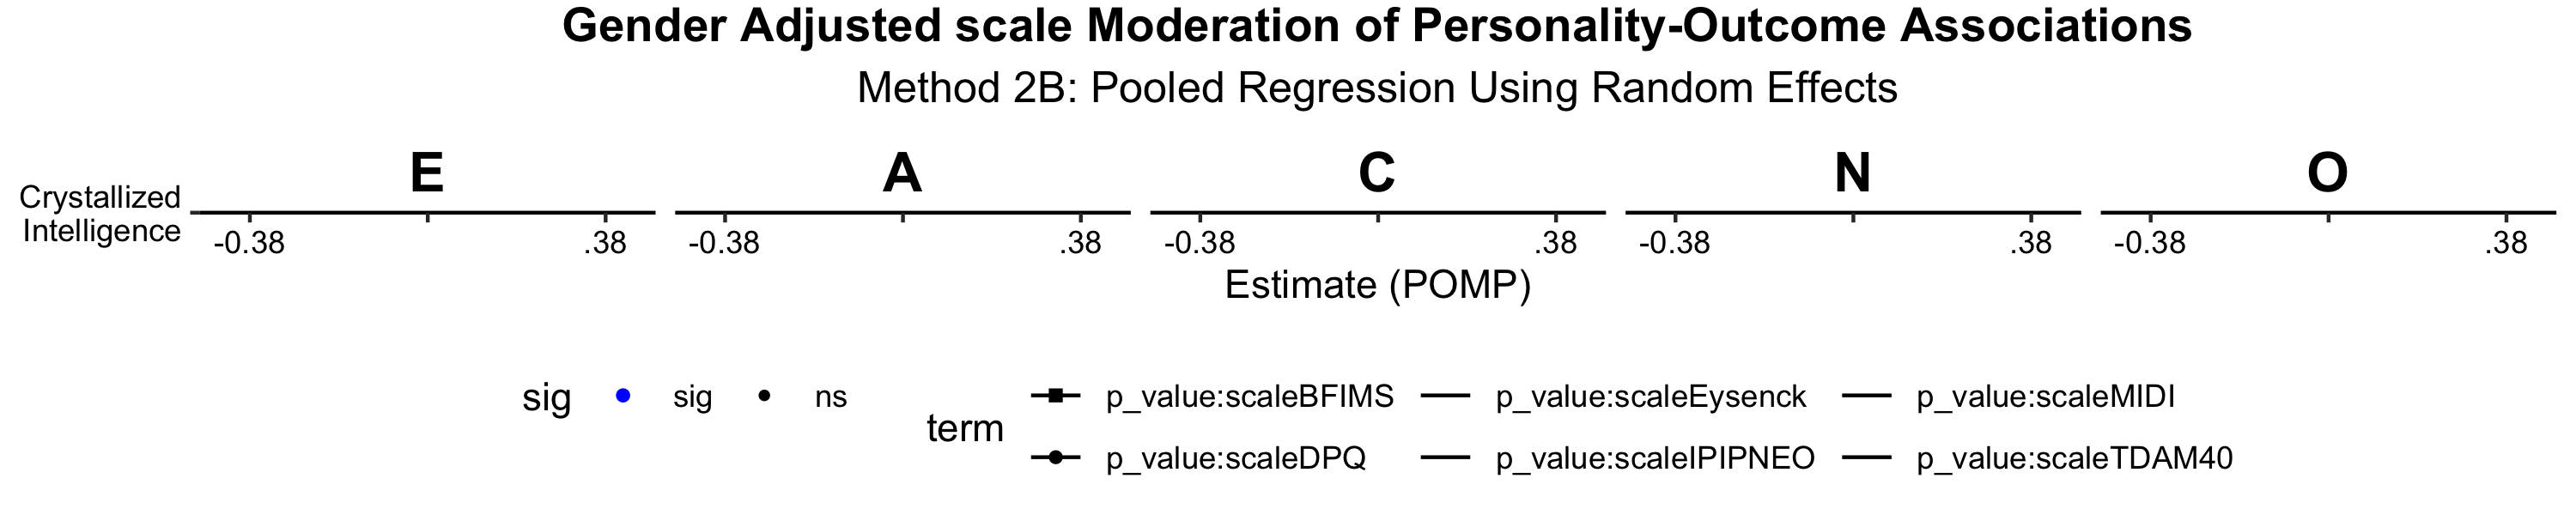 Gender Adjusted scale Moderation of Personality-Outcome Associations
Method 2B: Pooled Regression Using Random Effects
E A C N O
Crystallized
Intelligence
-0.38 .38 -0.38 .38 -0.38 .38 -0.38 .38 -0.38 .38
Estimate (POMP)
sig sig ns
term
p_value:scaleBFIMS p_value:scaleEysenck p_value:scaleMIDI
p_value:scaleDPQ p_value:scaleIPIPNEO p_value:scaleTDAM40